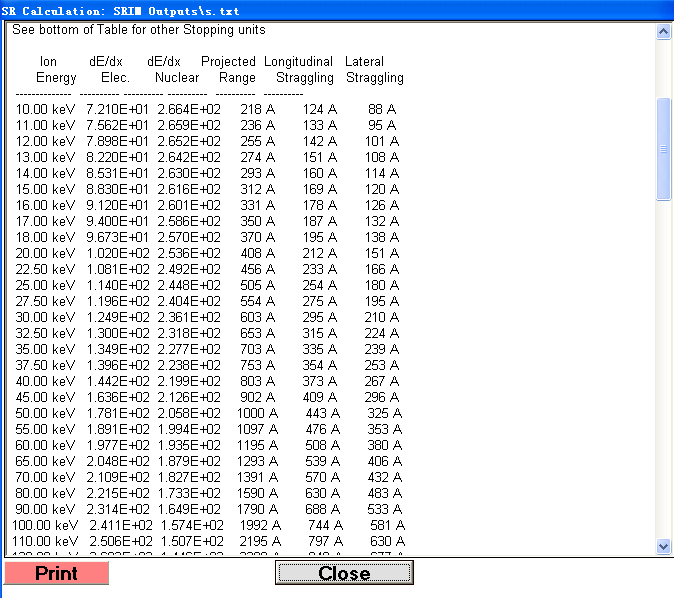 SR Calculation: SRIM Outputs\s.txt
See bottom of Table for other Stopping units
Ion dE/dx dE/dx Projected Longitudinal Lateral
Energy Elec. Nuclear Range Straggling Straggling
-------------- ---------- ---------- ---------- ---------- ----------
10.00 keV 7.210E+01 2.664E+02 218 A 124 A 88 A
11.00 keV 7.562E+01 2.659E+02 236 A 133 A 95 A
12.00 keV 7.898E+01 2.652E+02 255 A 142 A 101 A
13.00 keV 8.220E+01 2.642E+02 274 A 151 A 108 A
14.00 keV 8.531E+01 2.630E+02 293 A 160 A 114 A
15.00 keV 8.830E+01 2.616E+02 312 A 169 A 120 A
16.00 keV 9.120E+01 2.601E+02 331 A 178 A 126 A
17.00 keV 9.400E+01 2.586E+02 350 A 187 A 132 A
18.00 keV 9.673E+01 2.570E+02 370 A 195 A 138 A
20.00 keV 1.020E+02 2.536E+02 408 A 212 A 151 A
22.50 keV 1.081E+02 2.492E+02 456 A 233 A 166 A
25.00 keV 1.140E+02 2.448E+02 505 A 254 A 180 A
27.50 keV 1.196E+02 2.404E+02 554 A 275 A 195 A
30.00 keV 1.249E+02 2.361E+02 603 A 295 A 210 A
32.50 keV 1.300E+02 2.318E+02 653 A 315 A 224 A
35.00 keV 1.349E+02 2.277E+02 703 A 335 A 239 A
37.50 keV 1.396E+02 2.238E+02 753 A 354 A 253 A
40.00 keV 1.442E+02 2.199E+02 803 A 373 A 267 A
45.00 keV 1.636E+02 2.126E+02 902 A 409 A 296 A
50.00 keV 1.781E+02 2.058E+02 1000 A 443 A 325 A
55.00 keV 1.891E+02 1.994E+02 1097 A 476 A 353 A
60.00 keV 1.977E+02 1.935E+02 1195 A 508 A 380 A
65.00 keV 2.048E+02 1.879E+02 1293 A 539 A 406 A
70.00 keV 2.109E+02 1.827E+02 1391 A 570 A 432 A
80.00 keV 2.215E+02 1.733E+02 1590 A 630 A 483 A
90.00 keV 2.314E+02 1.649E+02 1790 A 688 A 533 A
100.00 keV 2.411E+02 1.574E+02 1992 A 744 A 581 A
110.00 keV 2.506E+02 1.507E+02 2195 A 797 A 630 A
Print Close